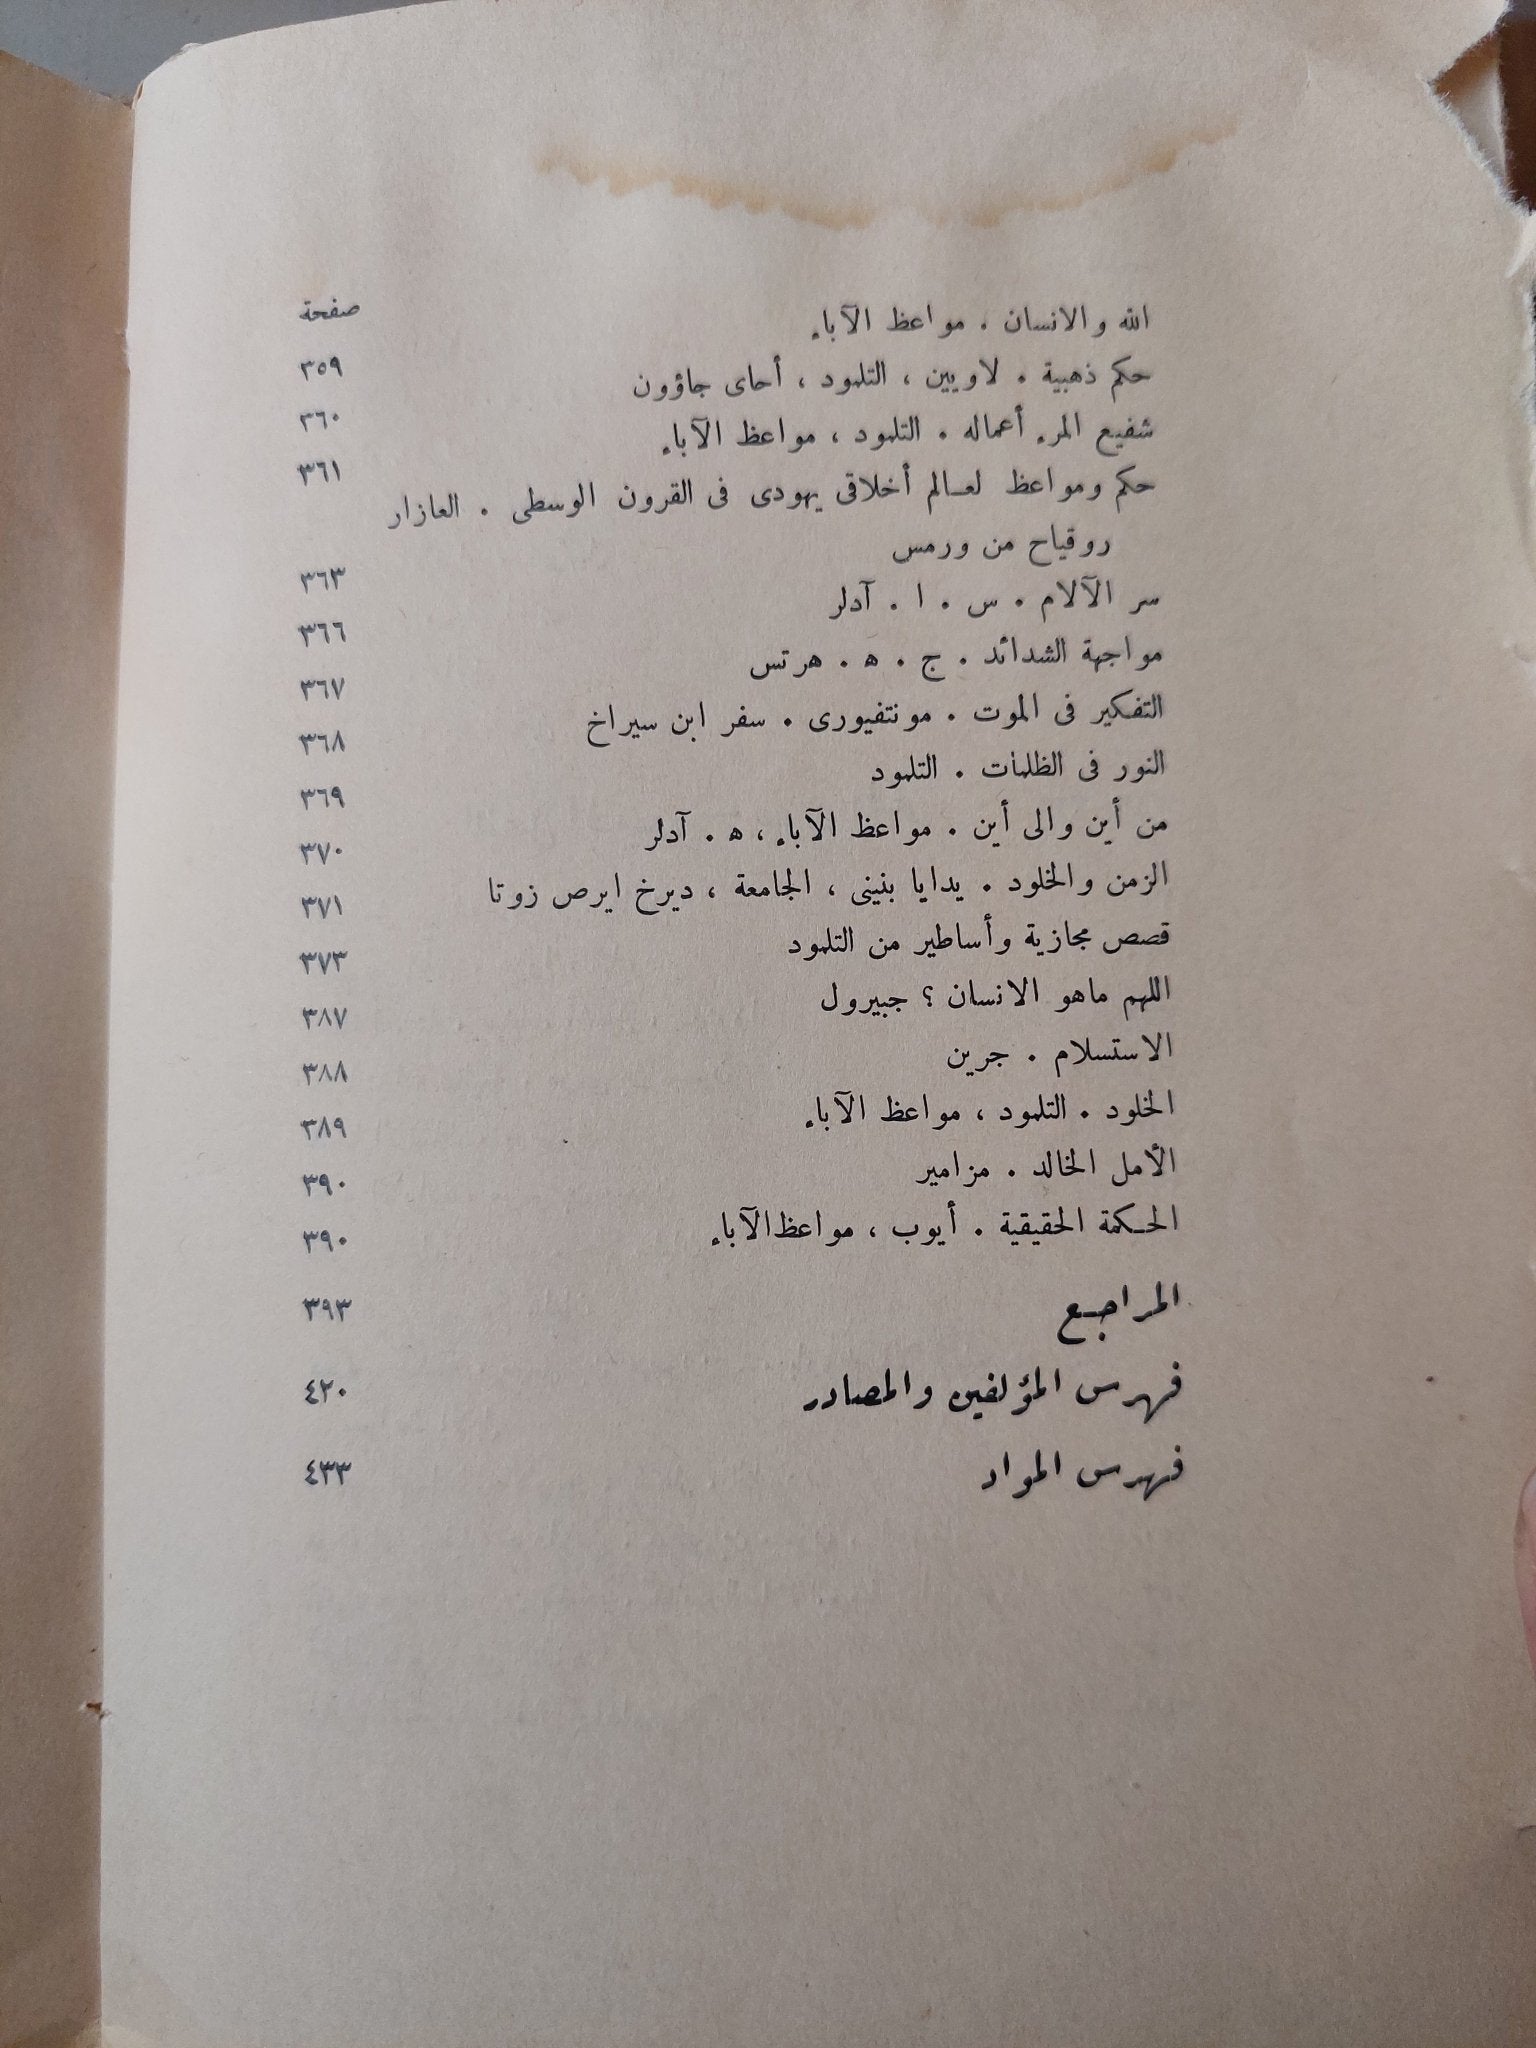 صفحة
الله والانسان . مواعظ الآباء ٣٥٩
حكم ذهبية . لاويين ، التلمود ، أحاى جاؤون ٣٦٠
شفيع المرء أعماله . التلمود ، مواعظ الآباء ٣٦١
حكم ومواعظ لعالم أخلاقى يهودى فى القرون الوسطى . العازار
روقياح من ورمس ٣٦٣
سر الآلام . س . ا . آدلر ٣٦٦
مواجهة الشدائد . ج . ه . هرتس ٣٦٧
التفكير فى الموت . مونتفيورى . سفر ابن سيراخ ٣٦٨
النور فى الظلمات . التلمود ٣٦٩
من أين والى أين . مواعظ الآباء ، ه . آدلر ٣٧٠
الزمن والخلود . يدايا بنينى ، الجامعة ، ديرخ ايرص زوتا ٣٧١
قصص مجازية وأساطير من التلمود ٣٧٣
اللهم ماهو الانسان ؟ جبيرول ٣٨٧
الاستسلام . جرين ٣٨٨
الخلود . التلمود ، مواعظ الآباء ٣٨٩
الأمل الخالد . مزامير ٣٩٠
الحكمة الحقيقية . أيوب ، مواعظ الآباء ٣٩٠
المراجع ٣٩٣
فهرس المؤلفين والمصادر ٤٢٠
فهرس المواد ٤٣٣